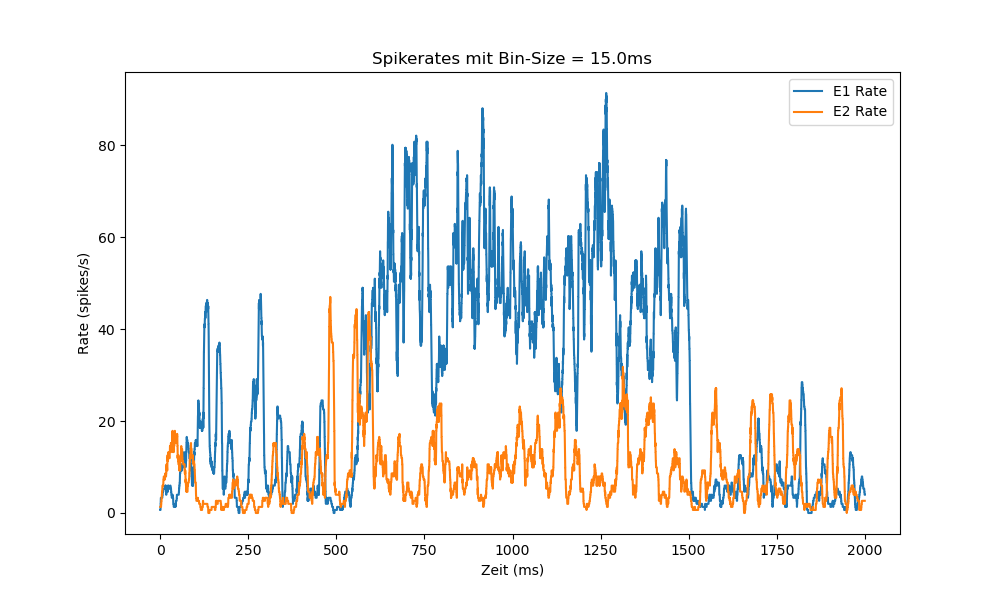 Spikerates mit Bin-Size = 15.0ms
E1 Rate
E2 Rate
80
60
40
20
0
Rate (spikes/s)
0 250 500 750 1000 1250 1500 1750 2000
Zeit (ms)